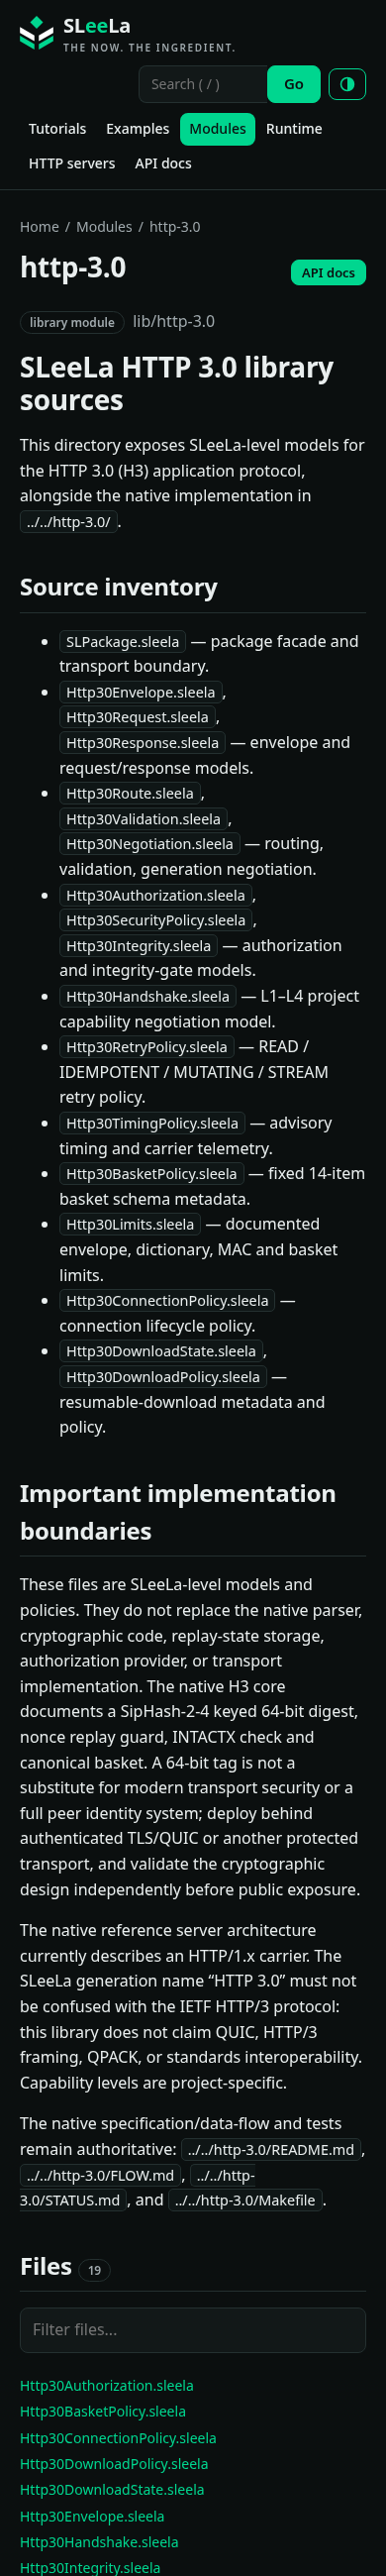 SLeeLa
THE NOW. THE INGREDIENT.
Search ( / )
Go
Tutorials Examples Modules Runtime
HTTP servers API docs
Home / Modules / http-3.0
http-3.0
API docs
library module lib/http-3.0
SLeeLa HTTP 3.0 library
sources
This directory exposes SLeeLa-level models for
the HTTP 3.0 (H3) application protocol,
alongside the native implementation in
../../http-3.0/ .
Source inventory
SLPackage.sleela — package facade and
transport boundary.
Http30Envelope.sleela ,
Http30Request.sleela ,
Http30Response.sleela — envelope and
request/response models.
Http30Route.sleela ,
Http30Validation.sleela ,
Http30Negotiation.sleela — routing,
validation, generation negotiation.
Http30Authorization.sleela ,
Http30SecurityPolicy.sleela ,
Http30Integrity.sleela — authorization
and integrity-gate models.
Http30Handshake.sleela — L1–L4 project
capability negotiation model.
Http30RetryPolicy.sleela — READ /
IDEMPOTENT / MUTATING / STREAM
retry policy.
Http30TimingPolicy.sleela — advisory
timing and carrier telemetry.
Http30BasketPolicy.sleela — fixed 14-item
basket schema metadata.
Http30Limits.sleela — documented
envelope, dictionary, MAC and basket
limits.
Http30ConnectionPolicy.sleela —
connection lifecycle policy.
Http30DownloadState.sleela ,
Http30DownloadPolicy.sleela —
resumable-download metadata and
policy.
Important implementation
boundaries
These files are SLeeLa-level models and
policies. They do not replace the native parser,
cryptographic code, replay-state storage,
authorization provider, or transport
implementation. The native H3 core
documents a SipHash-2-4 keyed 64-bit digest,
nonce replay guard, INTACTX check and
canonical basket. A 64-bit tag is not a
substitute for modern transport security or a
full peer identity system; deploy behind
authenticated TLS/QUIC or another protected
transport, and validate the cryptographic
design independently before public exposure.
The native reference server architecture
currently describes an HTTP/1.x carrier. The
SLeeLa generation name “HTTP 3.0” must not
be confused with the IETF HTTP/3 protocol:
this library does not claim QUIC, HTTP/3
framing, QPACK, or standards interoperability.
Capability levels are project-specific.
The native specification/data-flow and tests
remain authoritative: ../../http-3.0/README.md ,
../../http-3.0/FLOW.md , ../../http-
3.0/STATUS.md , and ../../http-3.0/Makefile .
Files 19
Filter files...
Http30Authorization.sleela
Http30BasketPolicy.sleela
Http30ConnectionPolicy.sleela
Http30DownloadPolicy.sleela
Http30DownloadState.sleela
Http30Envelope.sleela
Http30Handshake.sleela
Http30Integrity.sleela